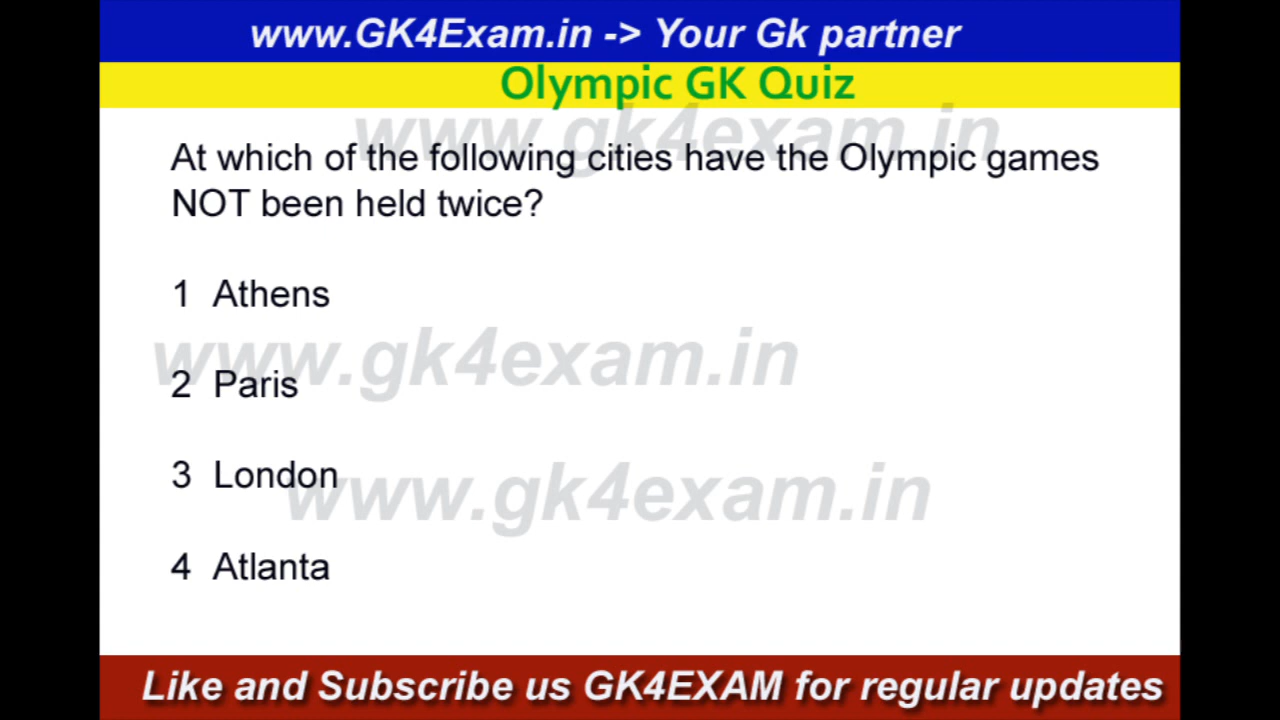 www.GK4Exam.in -> Your Gk partner
Olympic GK Quiz
www.gk4exam.in
At which of the following cities have the Olympic games
NOT been held twice?
1 Athens
www.gk4exam.in
2 Paris
3 London
www.gk4exam.in
4 Atlanta
Like and Subscribe us GK4EXAM for regular updates